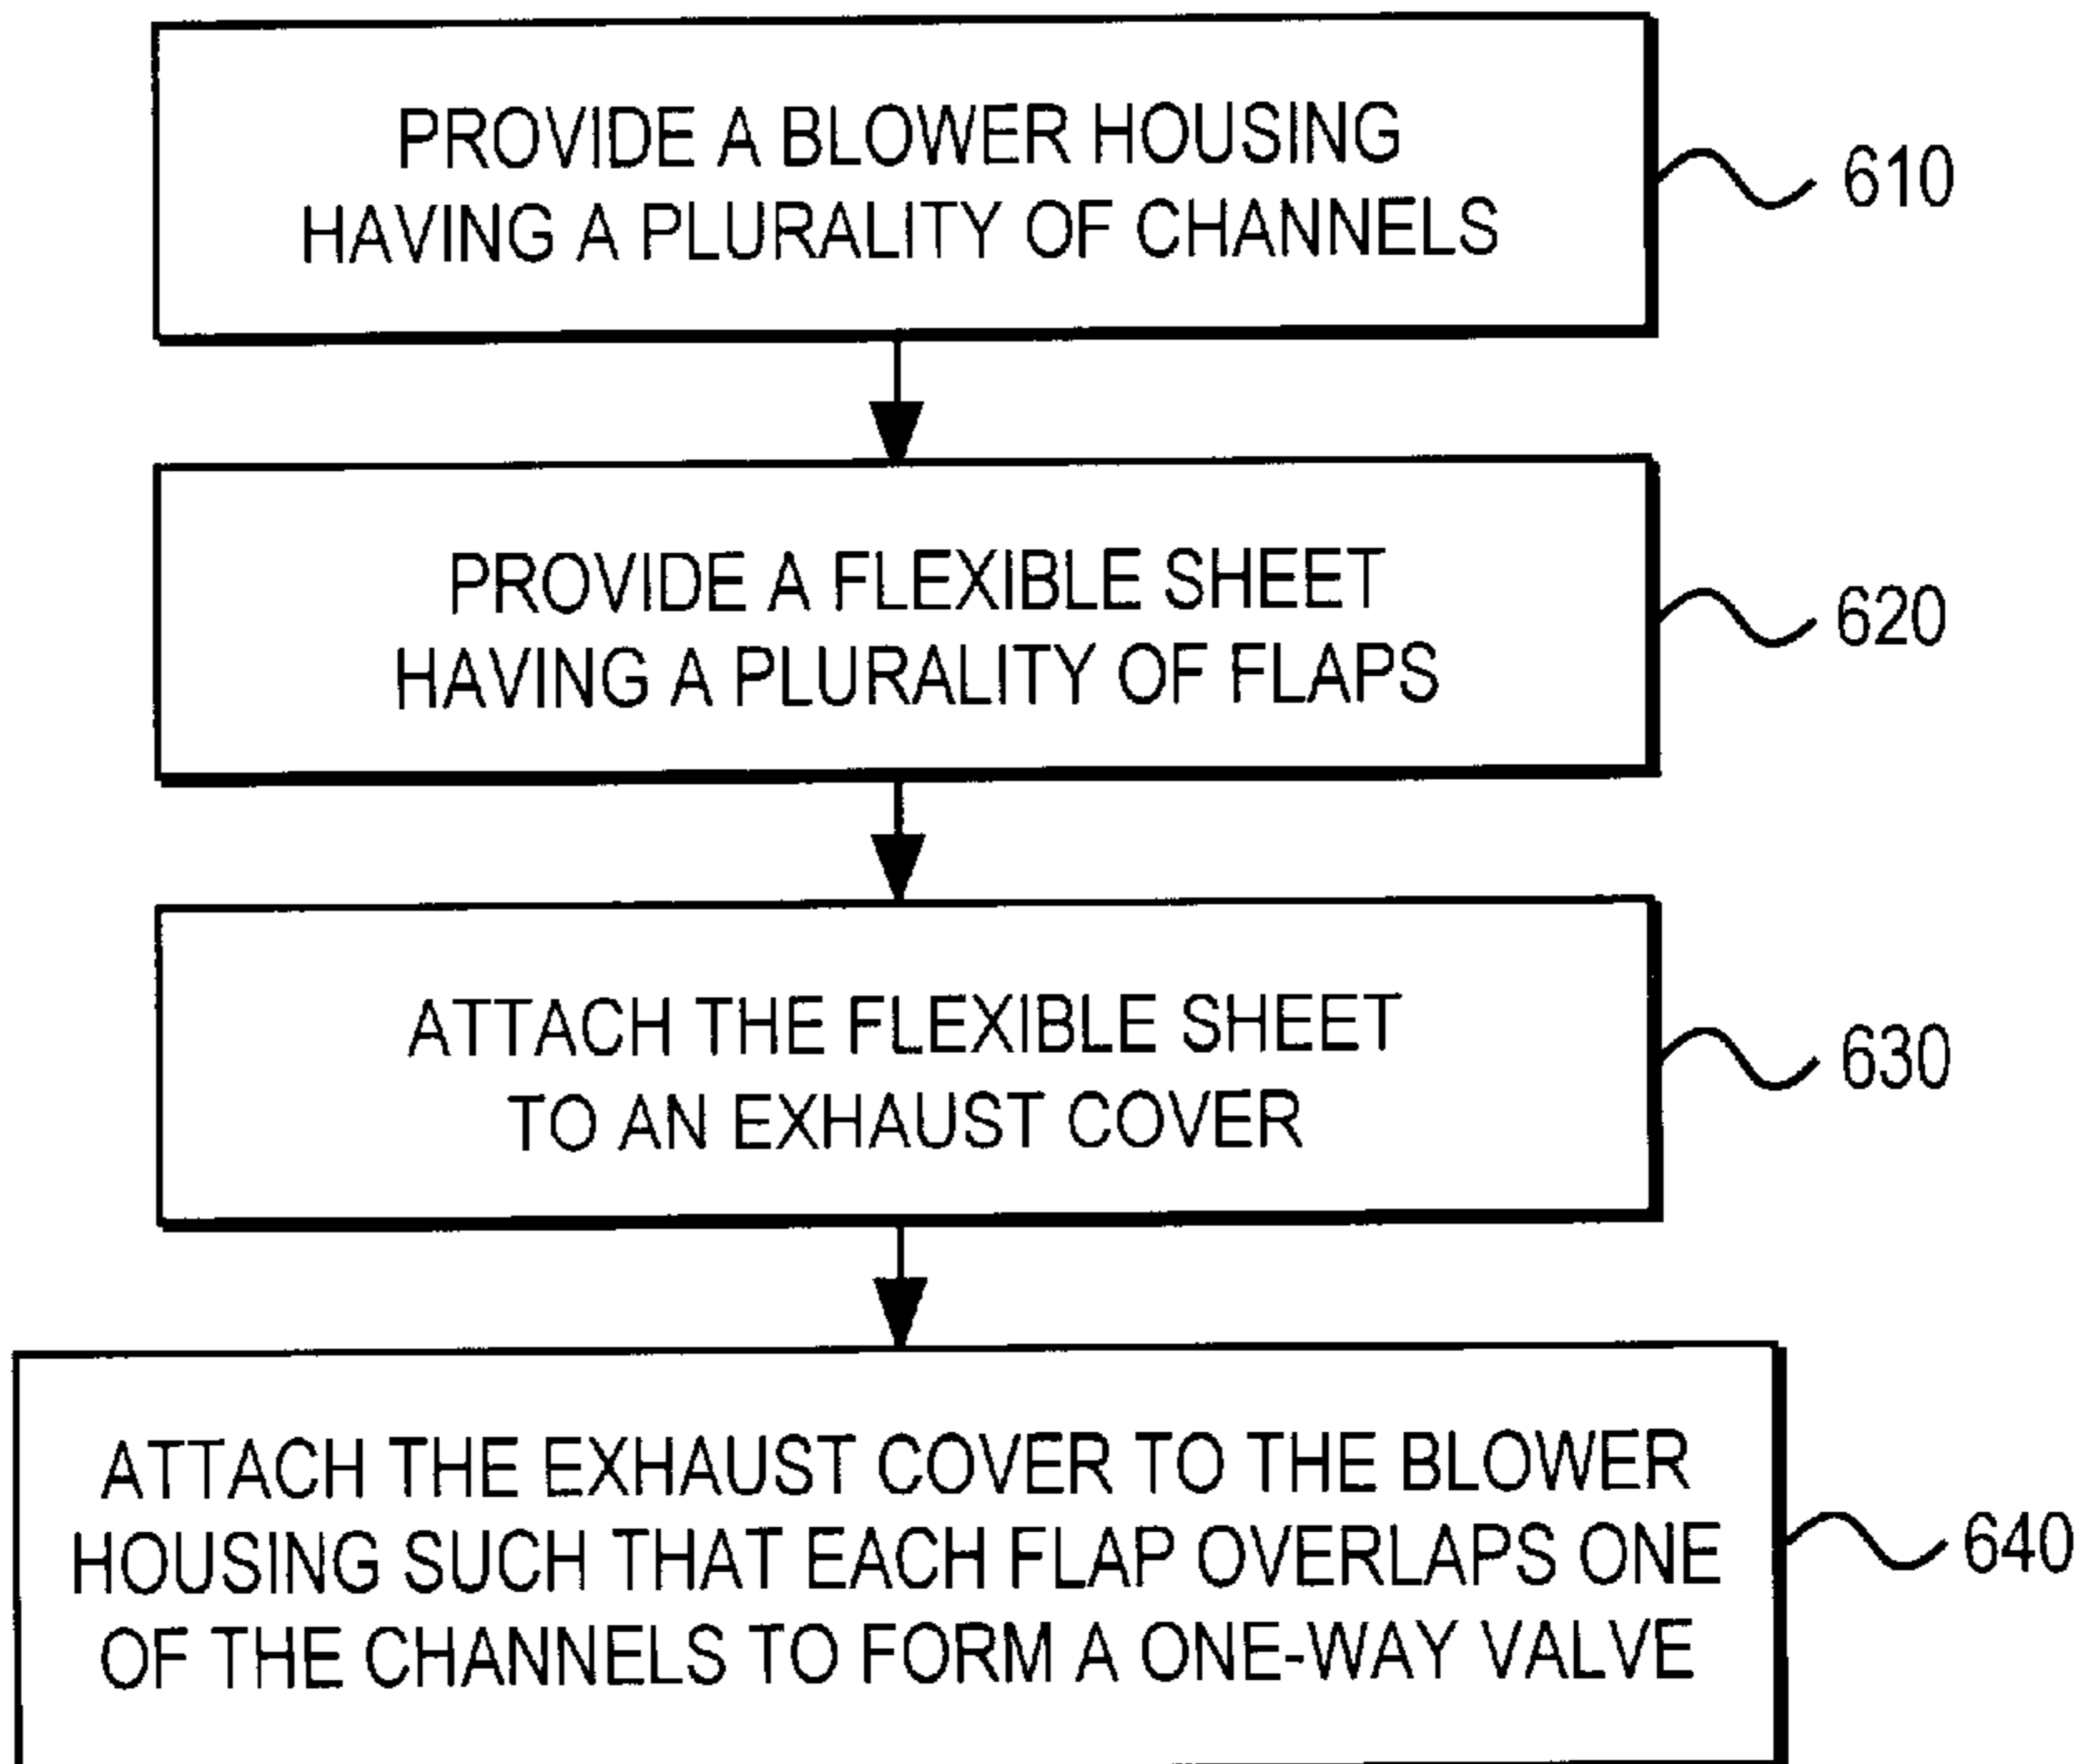 PROVIDE A BLOWER HOUSING
HAVING A PLURALITY OF CHANNELS
610
PROVIDE A FLEXIBLE SHEET
HAVING A PLURALITY OF FLAPS
620
ATTACH THE FLEXIBLE SHEET
TO AN EXHAUST COVER
630
ATTACH THE EXHAUST COVER TO THE BLOWER
HOUSING SUCH THAT EACH FLAP OVERLAPS ONE
OF THE CHANNELS TO FORM A ONE-WAY VALVE
640